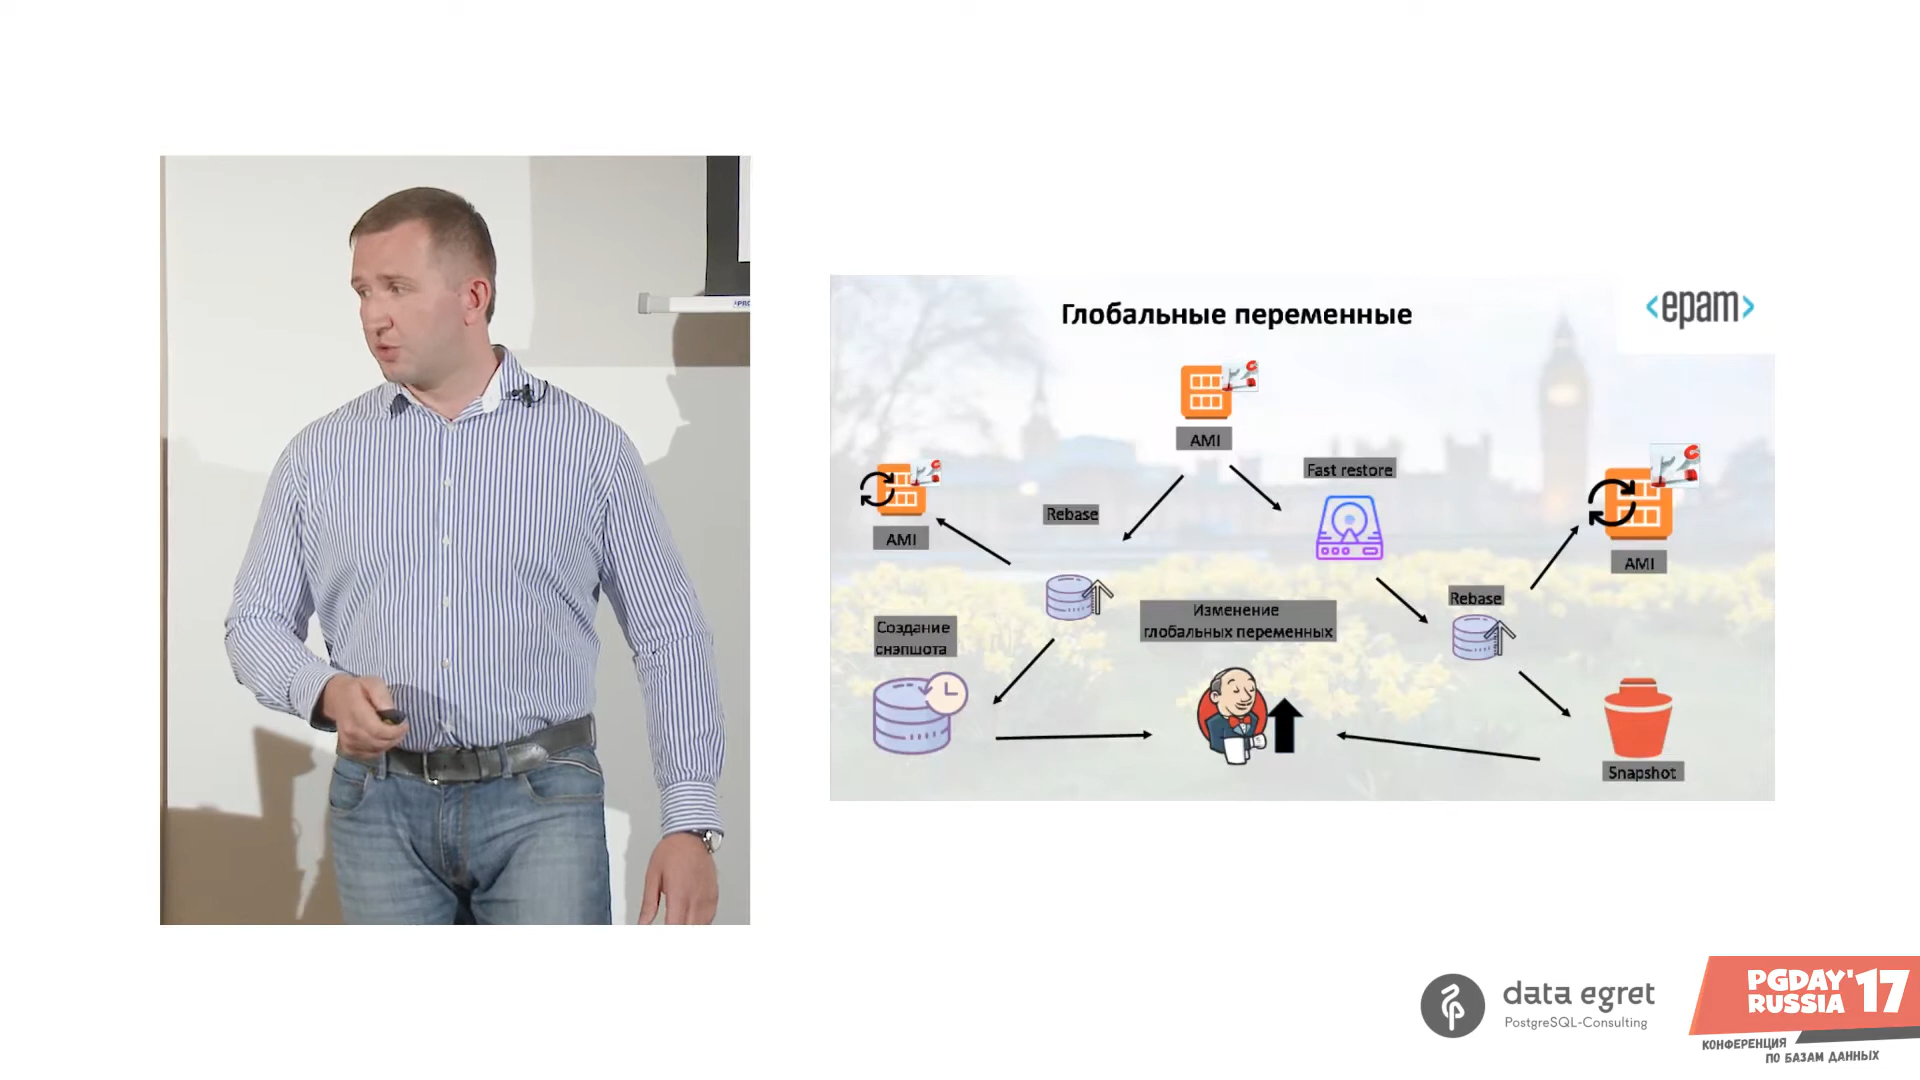 Глобальные переменные
<epam>
AMI
Fast restore
Rebase
AMI
AMI
Rebase
Изменение
глобальных переменных
Создание
снэпшота
Snapshot
data egret
PostgreSQL-Consulting
PGDAY'17
RUSSIA
КОНФЕРЕНЦИЯ
ПО БАЗАМ ДАННЫХ